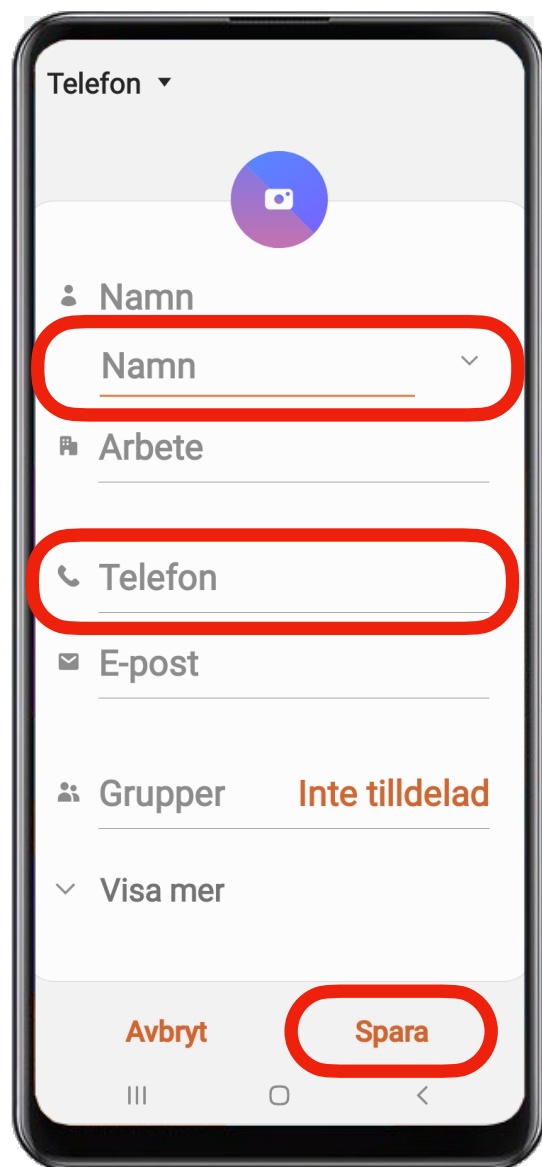 Telefon
Namn
Namn
Arbete
Telefon
E-post
Grupper Inte tilldelad
Visa mer
Avbryt Spara